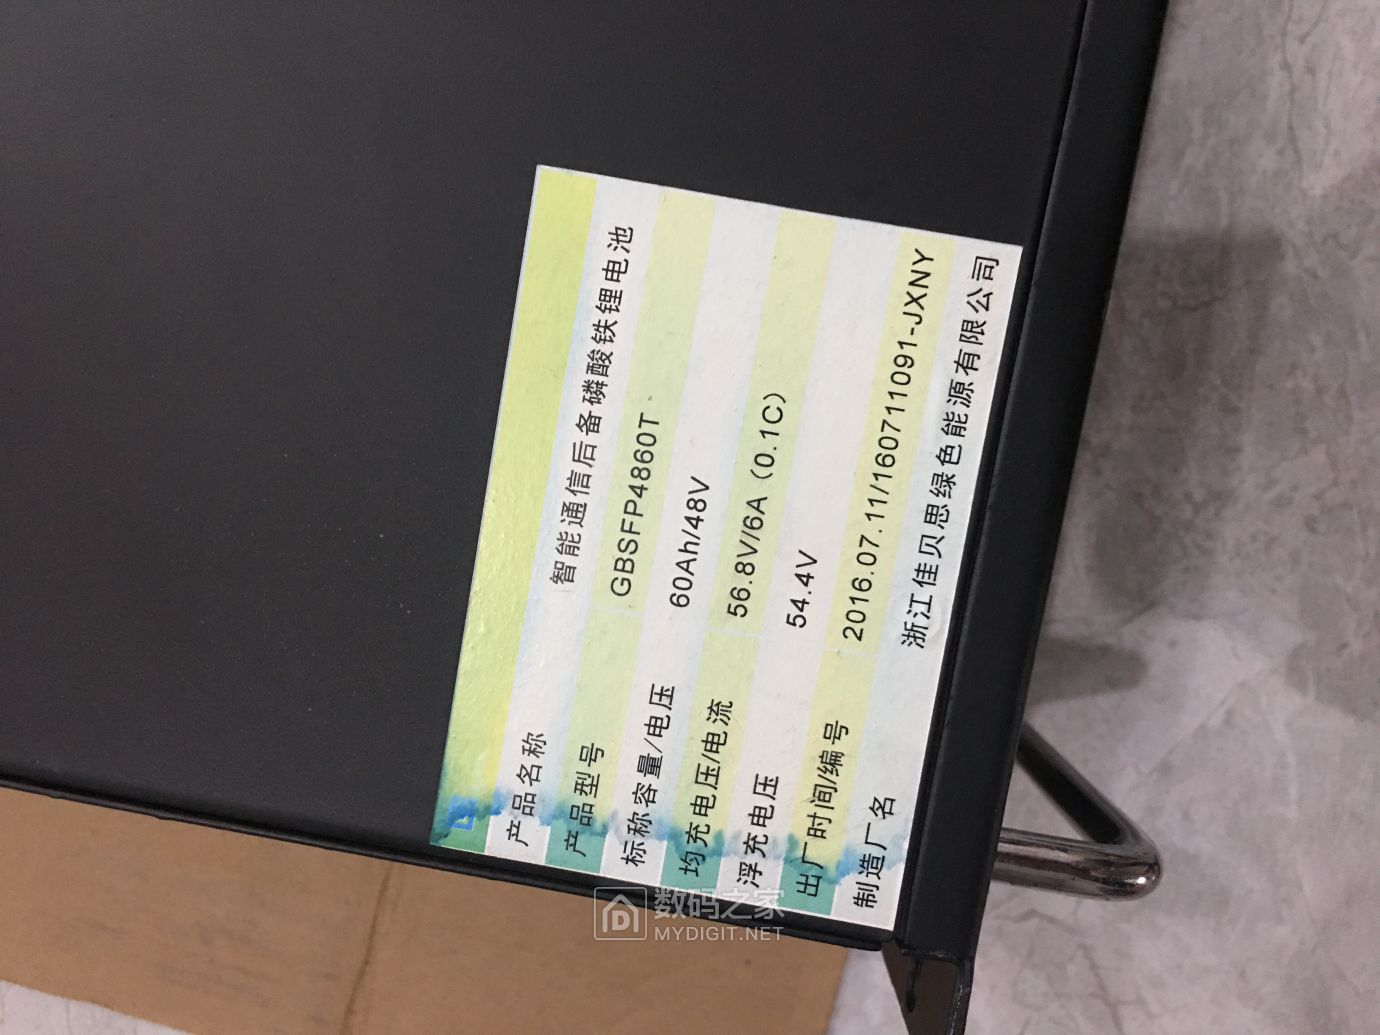 产品名称 智能通信后备磷酸铁锂电池
产品型号 GBSFP4860T
标称容量/电压 60Ah/48V
均充电压/电流 56.8V/6A（0.1C）
浮充电压 54.4V
出厂时间/编号 2016.07.11/160711091-JXNY
制造厂名 浙江佳贝思绿色能源有限公司
数码之家
MYDIGIT.NET